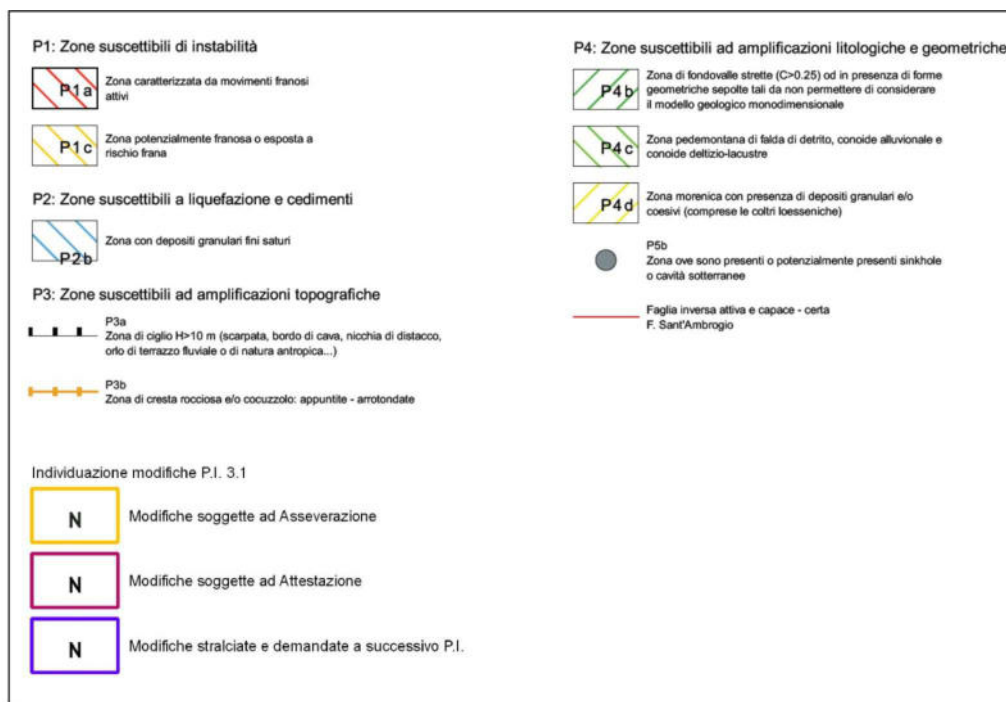 P1: Zone suscettibili di instabilità
P1a
Zona caratterizzata da movimenti franosi
attivi
P1c
Zona potenzialmente franosa o esposta a
rischio frana
P2: Zone suscettibili a liquefazione e cedimenti
P2b
Zona con depositi granulari fini saturi
P3: Zone suscettibili ad amplificazioni topografiche
P3a
Zona di ciglio H>10 m (scarpata, bordo di cava, nicchia di distacco,
orlo di terrazzo fluviale o di natura antropica...)
P3b
Zona di cresta rocciosa e/o cocuzzolo: appuntite - arrotondate
P4: Zone suscettibili ad amplificazioni litologiche e geometriche
P4b
Zona di fondovalle strette (C>0.25) od in presenza di forme
geometriche sepolte tali da non permettere di considerare
il modello geologico monodimensionale
P4c
Zona pedemontana di falda di detrito, conoide alluvionale e
conoide deltizio-lacustre
P4d
Zona morenica con presenza di depositi granulari e/o
coesivi (comprese le coltri loesseniche)
P5b
Zona ove sono presenti o potenzialmente presenti sinkhole
o cavità sotterranee
Faglia inversa attiva e capace - certa
F. Sant'Ambrogio
Individuazione modifiche P.I. 3.1
N
Modifiche soggette ad Asseverazione
N
Modifiche soggette ad Attestazione
N
Modifiche stralciate e demandate a successivo P.I.